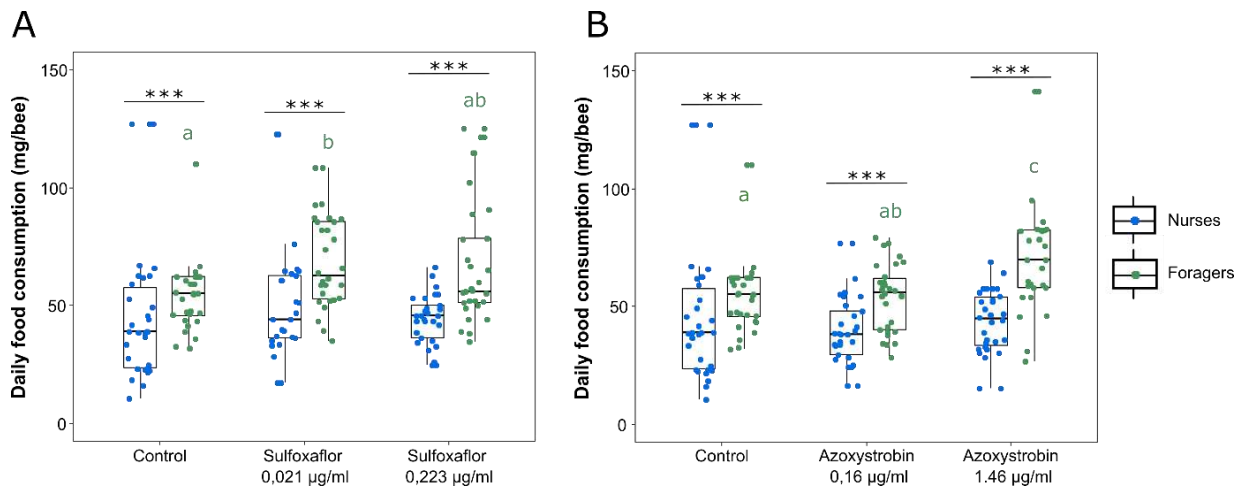 A
B
Daily food consumption (mg/bee)
150
100
50
0
***
a
***
b
***
ab
Control
Sulfoxaflor
0,021 µg/ml
Sulfoxaflor
0,223 µg/ml
Daily food consumption (mg/bee)
150
100
50
0
***
a
***
ab
***
c
Control
Azoxystrobin
0,16 µg/ml
Azoxystrobin
1.46 µg/ml
Nurses
Foragers